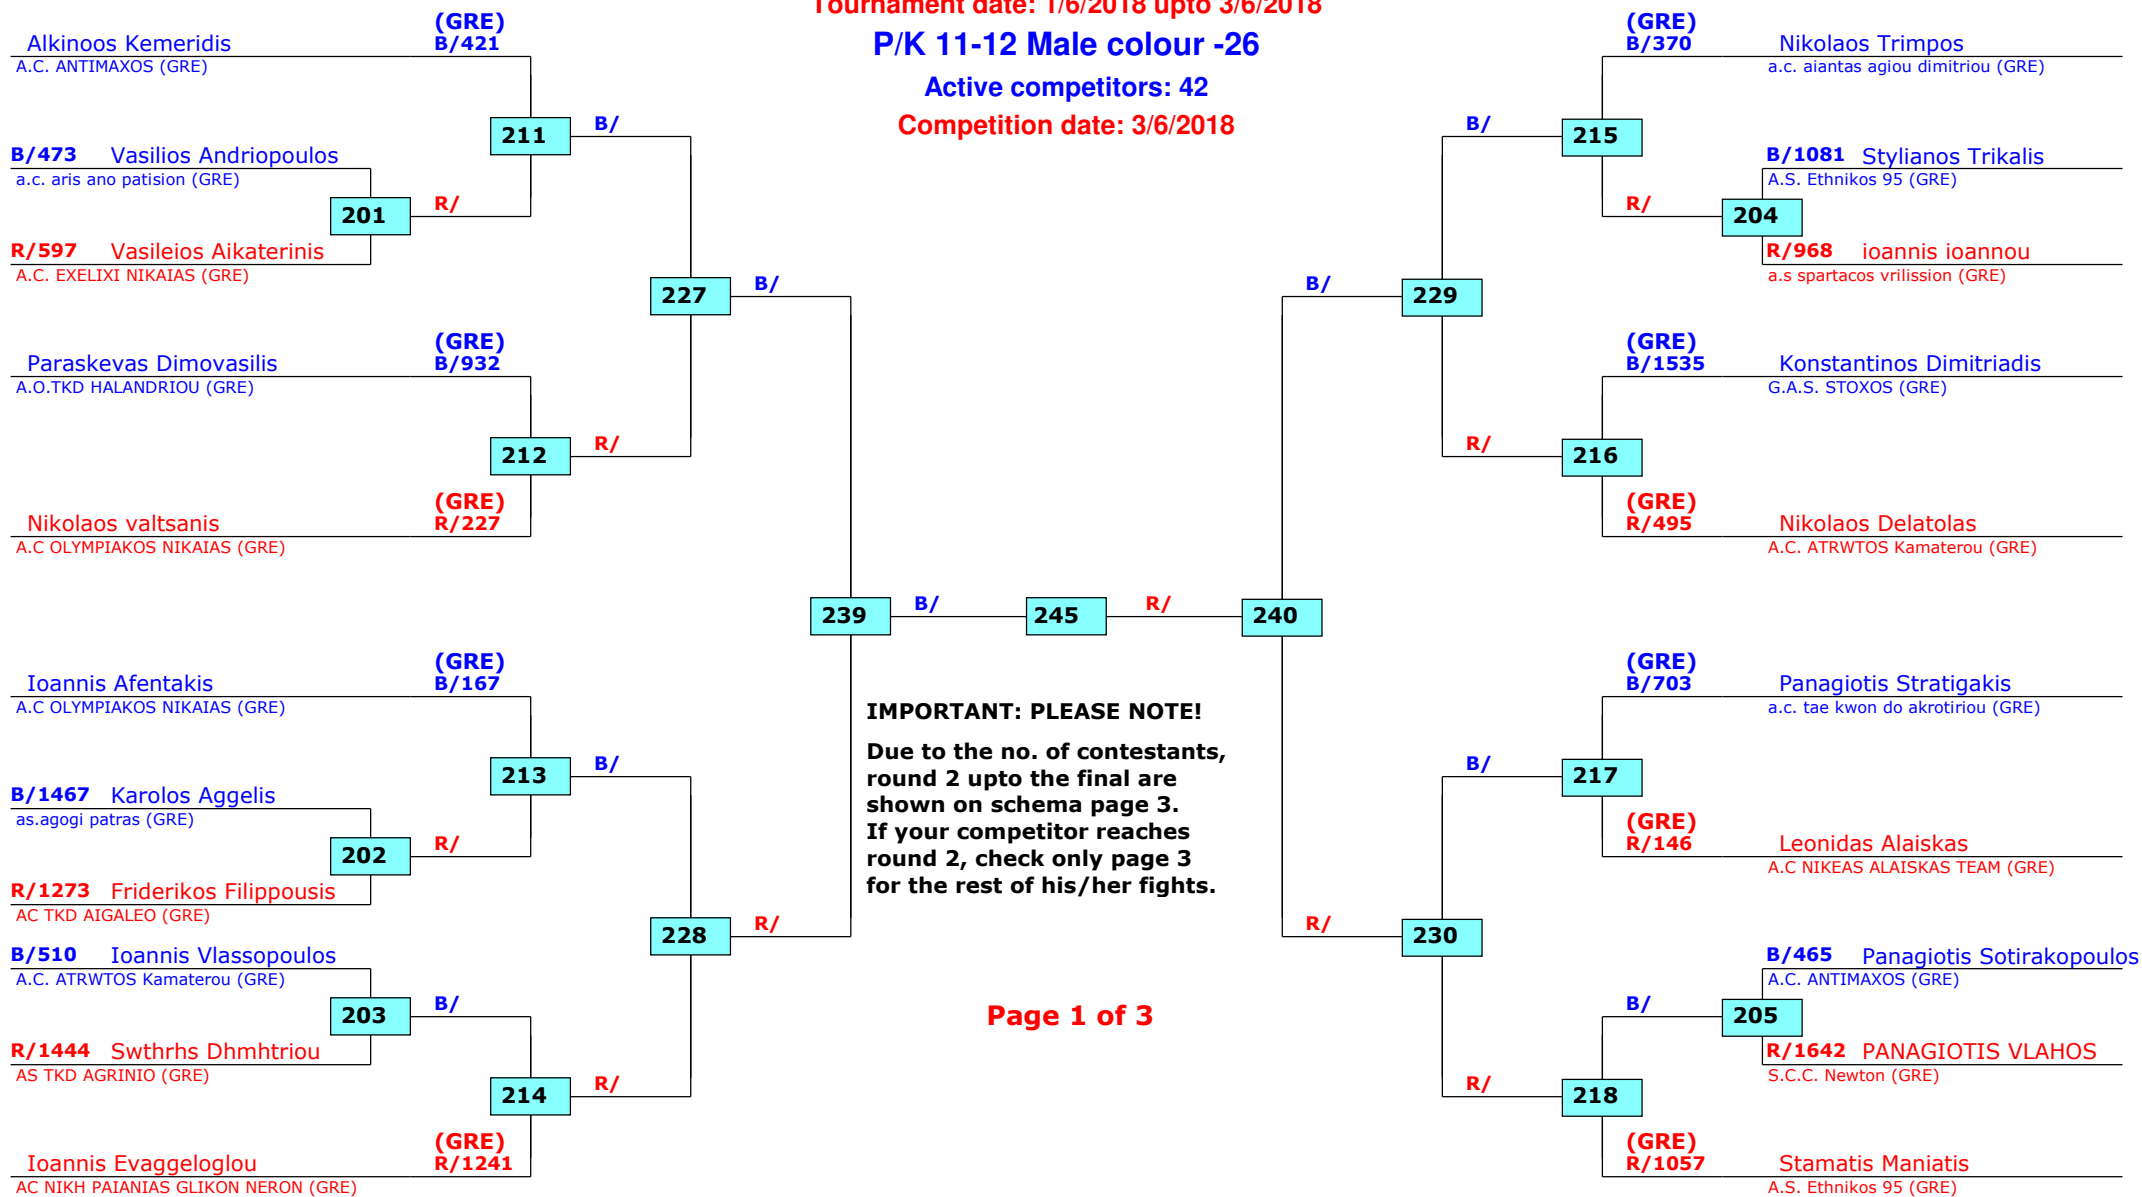 Tournament date: 1/6/2018 upto 3/6/2018
P/K 11-12 Male colour -26
Active competitors: 42
Competition date: 3/6/2018
(GRE)
Alkinoos Kemeridis B/421
A.C. ANTIMAXOS (GRE)
211 B/
B/473 Vasilios Andriopoulos
a.c. aris ano patision (GRE)
201 R/
R/597 Vasileios Aikaterinis
A.C. EXELIXI NIKAIAS (GRE)
227 B/
(GRE)
Paraskevas Dimovasilis B/932
A.O.TKD HALANDRIOU (GRE)
212 R/
(GRE)
Nikolaos valtsanis R/227
A.C OLYMPIAKOS NIKAIAS (GRE)
239 B/ 245 R/ 240
(GRE)
Ioannis Afentakis B/167
A.C OLYMPIAKOS NIKAIAS (GRE)
213 B/
B/1467 Karolos Aggelis
as.agogi patras (GRE)
202 R/
R/1273 Friderikos Filippousis
AC TKD AIGALEO (GRE)
228 R/
B/510 Ioannis Vlassopoulos
A.C. ATRWTOS Kamaterou (GRE)
203 B/
R/1444 Swthrhs Dhmhtriou
AS TKD AGRINIO (GRE)
214 R/
(GRE)
Ioannis Evaggeloglou R/1241
AC NIKH PAIANIAS GLIKON NERON (GRE)
IMPORTANT: PLEASE NOTE!
Due to the no. of contestants,
round 2 upto the final are
shown on schema page 3.
If your competitor reaches
round 2, check only page 3
for the rest of his/her fights.
Page 1 of 3
(GRE)
B/370 Nikolaos Trimpos
a.c. aiantas agiou dimitriou (GRE)
B/ 215
B/1081 Stylianos Trikalis
A.S. Ethnikos 95 (GRE)
R/ 204
R/968 ioannis ioannou
a.s spartacos vrilission (GRE)
B/ 229
(GRE)
B/1535 Konstantinos Dimitriadis
G.A.S. STOXOS (GRE)
R/ 216
(GRE)
R/495 Nikolaos Delatolas
A.C. ATRWTOS Kamaterou (GRE)
(GRE)
B/703 Panagiotis Stratigakis
a.c. tae kwon do akrotiriou (GRE)
B/ 217
(GRE)
R/146 Leonidas Alaiskas
A.C NIKEAS ALAISKAS TEAM (GRE)
R/ 230
B/465 Panagiotis Sotirakopoulos
A.C. ANTIMAXOS (GRE)
B/ 205
R/1642 PANAGIOTIS VLAHOS
S.C.C. Newton (GRE)
R/ 218
(GRE)
R/1057 Stamatis Maniatis
A.S. Ethnikos 95 (GRE)